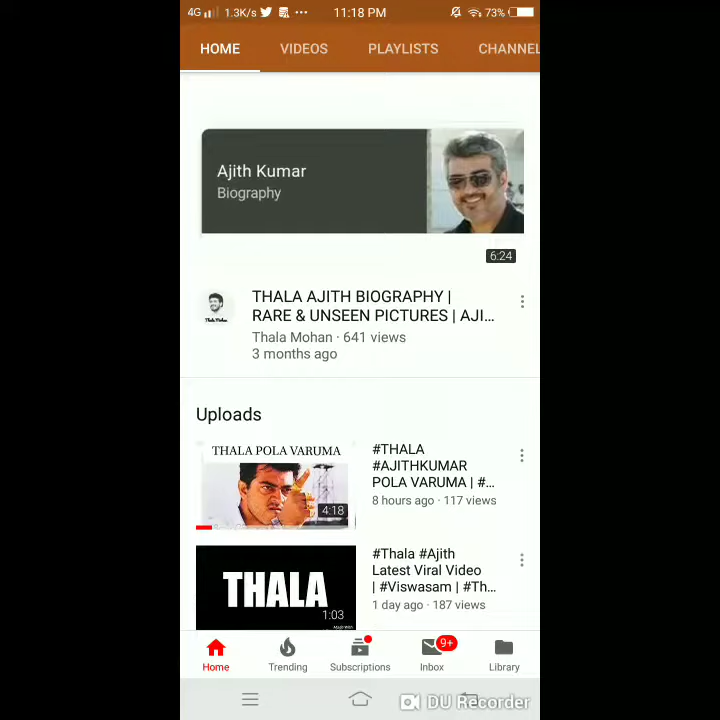 4G 1.3K/s ••• 11:18 PM 73%
HOME VIDEOS PLAYLISTS CHANNEL
Ajith Kumar
Biography
6:24
THALA AJITH BIOGRAPHY |
RARE & UNSEEN PICTURES | AJI...
Thala Mohan · 641 views
3 months ago
Uploads
THALA POLA VARUMA
4:18
#THALA
#AJITHKUMAR
POLA VARUMA | #...
8 hours ago · 117 views
THALA
1:03
#Thala #Ajith
Latest Viral Video
| #Viswasam | #Th...
1 day ago · 187 views
9+
Home Trending Subscriptions Inbox Library
DU Recorder